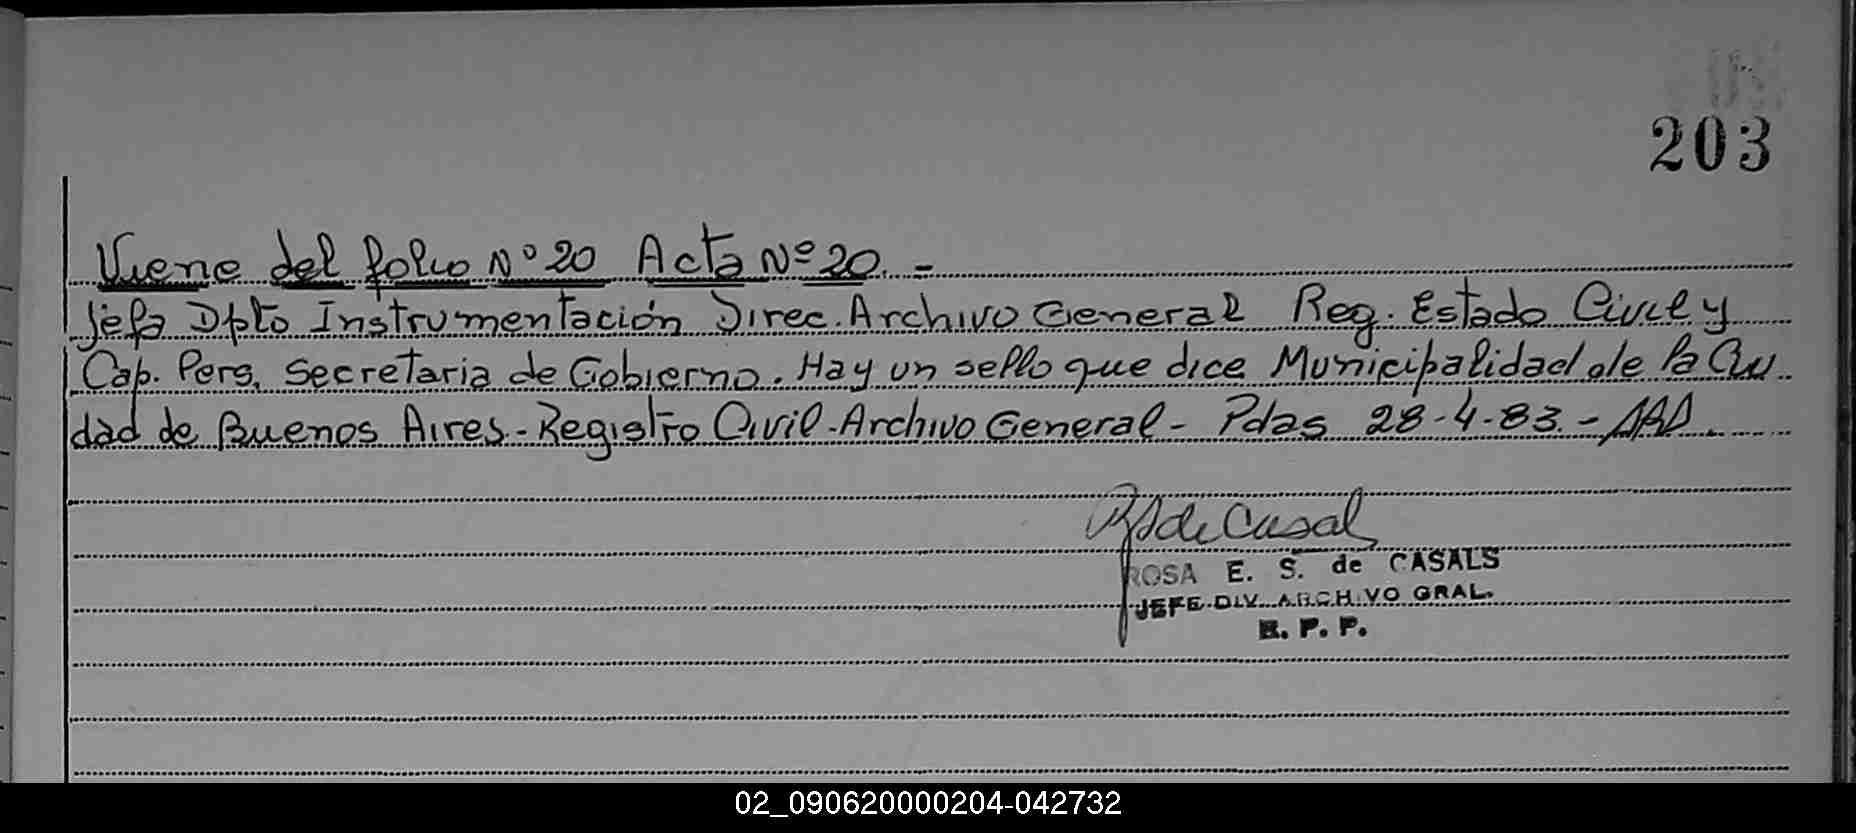 203
Viene del folio Nº 20 Acta Nº 20.-
Jefa Dpto Instrumentación Direc. Archivo General Reg. Estado Civil y
Cap. Pers. Secretaria de Gobierno. Hay un sello que dice Municipalidad de la Ciu
dad de Buenos Aires.-Registro Civil-Archivo General- Pdas 28-4-83.-
de Casal
ROSA E. S. de CASALS
JEFE DIV. ARCHIVO GRAL.
R. P. P.
02_090620000204-042732